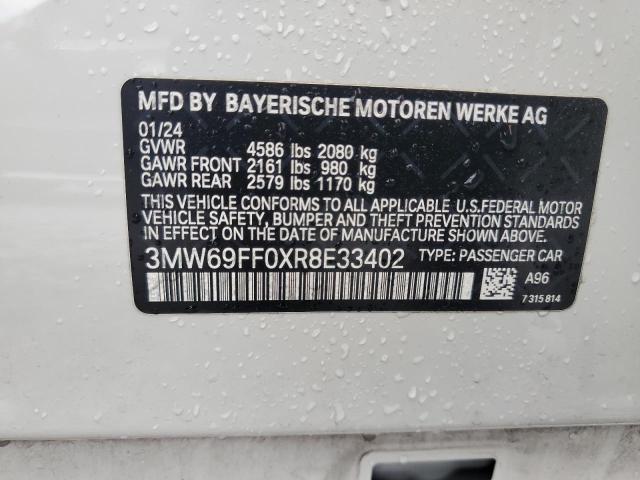 MFD BY BAYERISCHE MOTOREN WERKE AG
01/24
GVWR 4586 lbs 2080 kg
GAWR FRONT 2161 lbs 980 kg
GAWR REAR 2579 lbs 1170 kg
THIS VEHICLE CONFORMS TO ALL APPLICABLE U.S.FEDERAL MOTOR
VEHICLE SAFETY, BUMPER AND THEFT PREVENTION STANDARDS
IN EFFECT ON THE DATE OF MANUFACTURE SHOWN ABOVE.
3MW69FF0XR8E33402 TYPE: PASSENGER CAR
A96
7 315 814